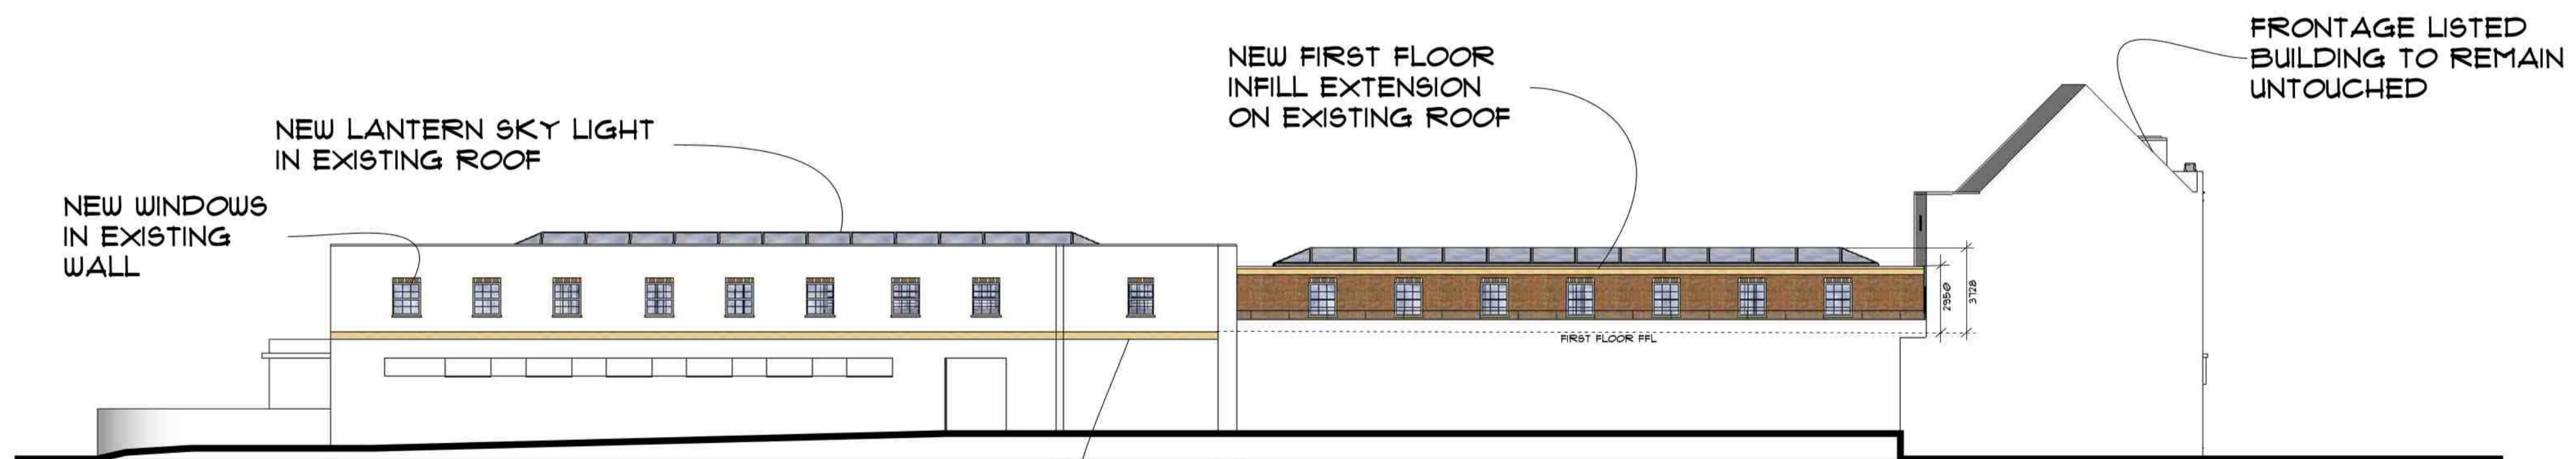 NEW WINDOWS
IN EXISTING
WALL
NEW LANTERN SKY LIGHT
IN EXISTING ROOF
NEW FIRST FLOOR
INFILL EXTENSION
ON EXISTING ROOF
FRONTAGE LISTED
BUILDING TO REMAIN
UNTOUCHED
2950
3728
FIRST FLOOR FFL